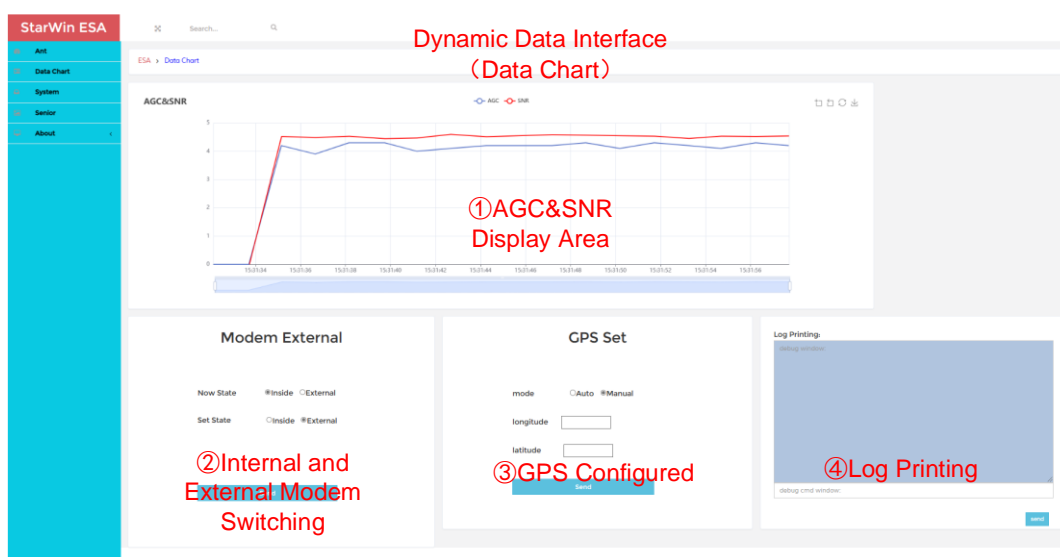 StarWin ESA
Search...
Dynamic Data Interface
（Data Chart）
Ant
Data Chart
System
Senior
About
ESA > Data Chart
AGC&SNR
AGC SNR
5
4
3
2
1
0
15:31:34 15:31:36 15:31:38 15:31:40 15:31:42 15:31:44 15:31:46 15:31:48 15:31:50 15:31:52 15:31:54 15:31:56
①AGC&SNR
Display Area
Modem External
Now State Inside External
Set State Inside External
②Internal and
External Modem
Switching
GPS Set
mode Auto Manual
longitude
latitude
③GPS Configured
Send
Log Printing:
debug window:
④Log Printing
debug cmd window:
send